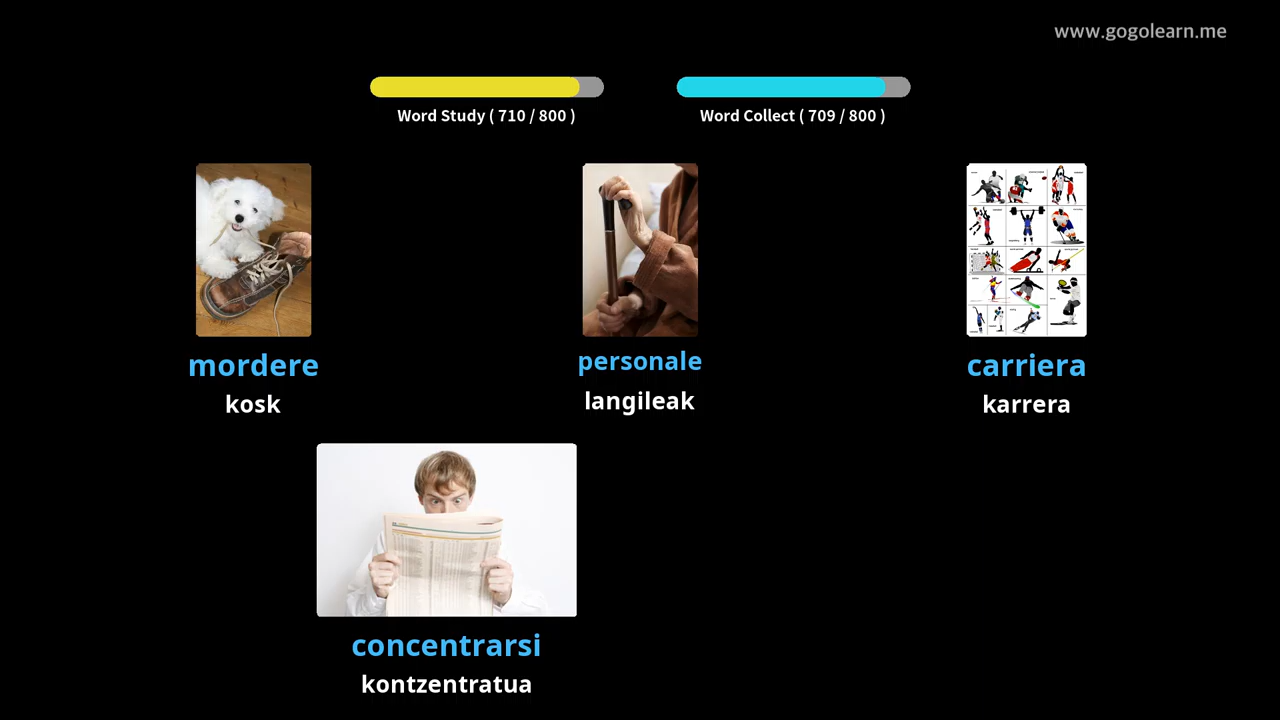 www.gogolearn.me
Word Study ( 710 / 800 )
Word Collect ( 709 / 800 )
mordere
kosk
personale
langileak
carriera
karrera
concentrarsi
kontzentratua